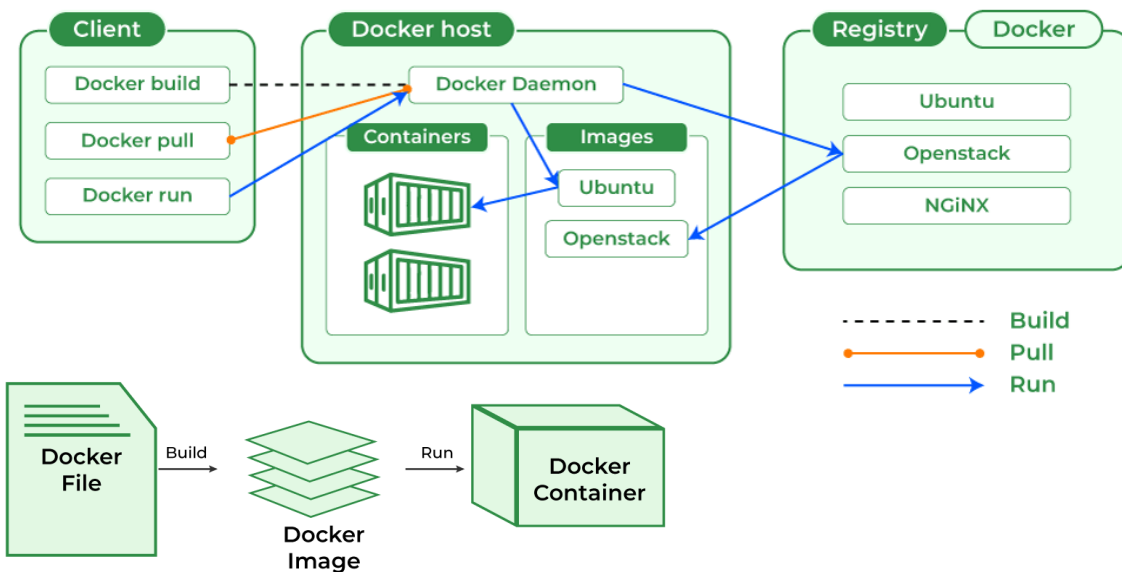 Client
Docker host
Registry
Docker
Docker build
Docker Daemon
Ubuntu
Docker pull
Containers
Images
Openstack
Docker run
Ubuntu
NGiNX
Openstack
Build
Pull
Run
Docker
File
Build
Docker
Image
Run
Docker
Container